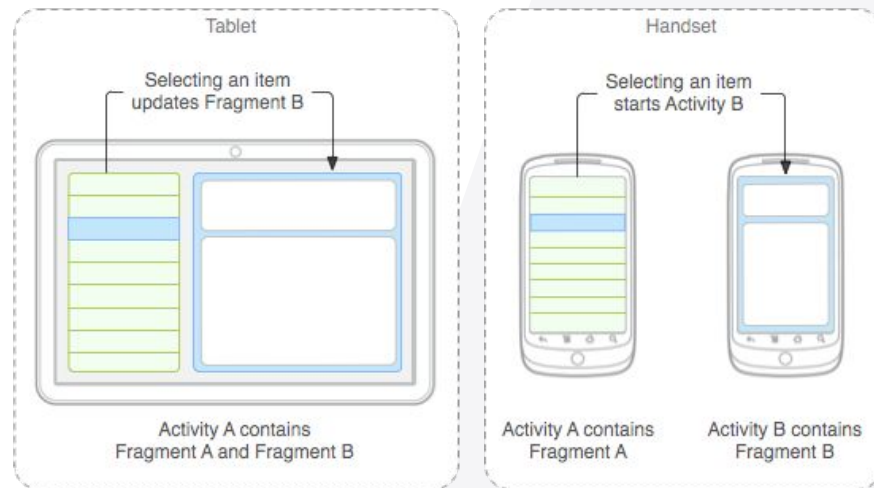 Tablet
Selecting an item
updates Fragment B
Activity A contains
Fragment A and Fragment B
Handset
Selecting an item
starts Activity B
Activity A contains
Fragment A
Activity B contains
Fragment B